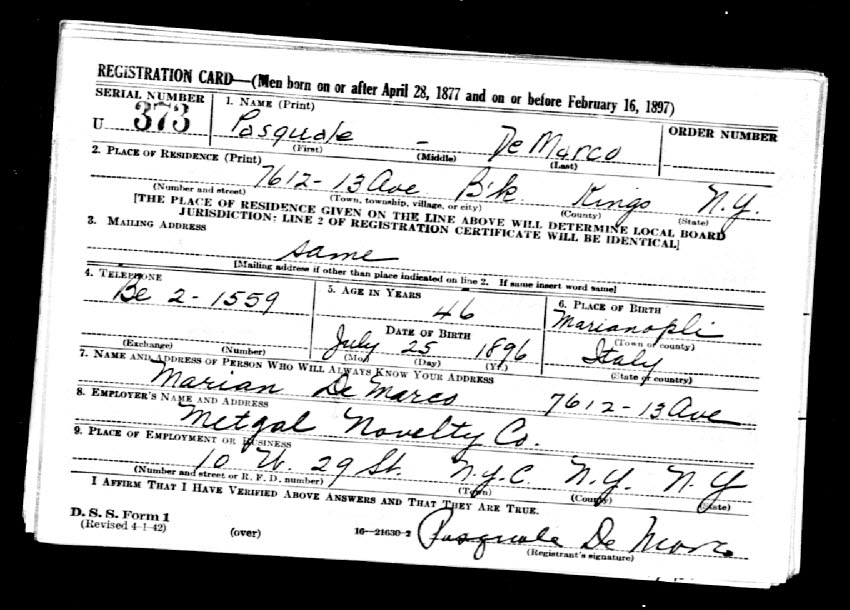 REGISTRATION CARD—(Men born on or after April 28, 1877 and on or before February 16, 1897)
SERIAL NUMBER
1. NAME (Print)
ORDER NUMBER
U 373
Pasquale - De Marco
(First) (Middle) (Last)
2. PLACE OF RESIDENCE (Print)
7612-13 Ave B'k. Kings N.Y.
(Number and street) (Town, township, village, or city) (County) (State)
[THE PLACE OF RESIDENCE GIVEN ON THE LINE ABOVE WILL DETERMINE LOCAL BOARD
JURISDICTION; LINE 2 OF REGISTRATION CERTIFICATE WILL BE IDENTICAL]
3. MAILING ADDRESS
same
[Mailing address if other than place indicated on line 2. If same insert word same]
4. TELEPHONE
5. AGE IN YEARS
6. PLACE OF BIRTH
Be 2-1559
46
Marianopli
(Town or county)
DATE OF BIRTH
July 25 1896
Italy
(Exchange) (Number)
(Mo.) (Day) (Yr.)
(State or country)
7. NAME AND ADDRESS OF PERSON WHO WILL ALWAYS KNOW YOUR ADDRESS
Marian De Marco 7612-13 Ave
8. EMPLOYER'S NAME AND ADDRESS
Metgal Novelty Co.
9. PLACE OF EMPLOYMENT OR BUSINESS
10 W. 29 St. N.Y.C. N.Y. N.Y
(Number and street or R. F. D. number) (Town) (County) (State)
I AFFIRM THAT I HAVE VERIFIED ABOVE ANSWERS AND THAT THEY ARE TRUE.
D. S. S. Form 1
(Revised 4-1-42) (over) 16—21630-2
Pasquale De Marco
(Registrant's signature)